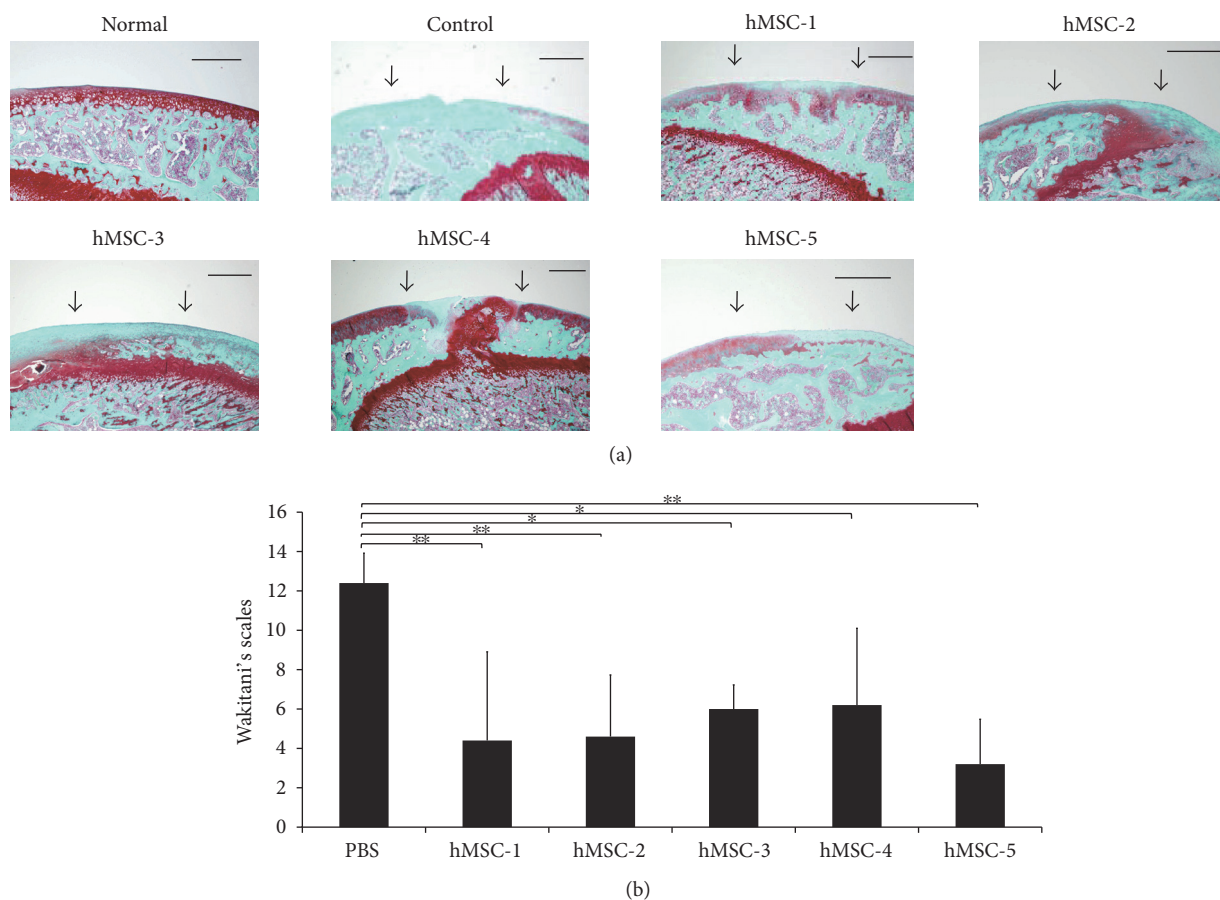 Normal
Control
hMSC-1
hMSC-2
hMSC-3
hMSC-4
hMSC-5
(a)
Wakitani's scales
16
14
12
10
8
6
4
2
0
**
*
*
**
**
PBS
hMSC-1
hMSC-2
hMSC-3
hMSC-4
hMSC-5
(b)